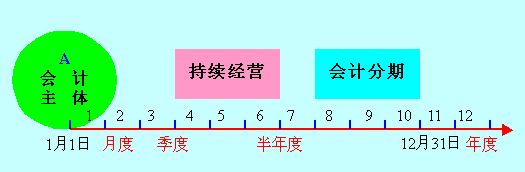 A
会 计
主 体
持续经营
会计分期
1 2 3 4 5 6 7 8 9 10 11 12
1月1日 月度 季度 半年度 12月31日 年度